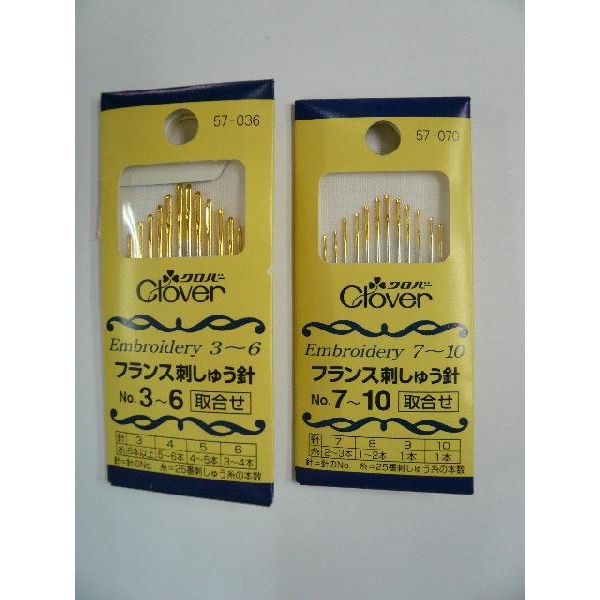 57-036
クロバー
Clover
Embroidery 3～6
フランス刺しゅう針
No. 3～6 取合せ
針 3 4 5 6
糸 6本以上 5～6本 4～5本 3～4本
針=針のNo. 糸=25番刺しゅう糸の本数
57-070
クロバー
Clover
Embroidery 7～10
フランス刺しゅう針
No. 7～10 取合せ
針 7 8 9 10
糸 2～3本 1～2本 1本 1本
針=針のNo. 糸=25番刺しゅう糸の本数